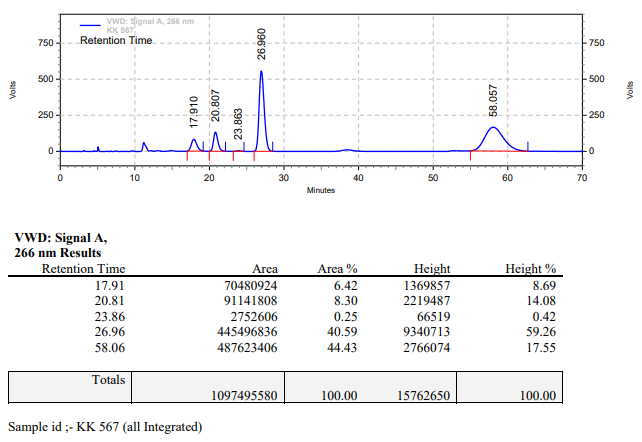 VWD: Signal A, 266 nm
KK 567
Retention Time
17.910
20.807
23.863
26.960
58.057
750
500
250
0
Volts
750
500
250
0
Volts
0 10 20 30 40 50 60 70
Minutes
VWD: Signal A,
266 nm Results
Retention Time Area Area % Height Height %
17.91 70480924 6.42 1369857 8.69
20.81 91141808 8.30 2219487 14.08
23.86 2752606 0.25 66519 0.42
26.96 445496836 40.59 9340713 59.26
58.06 487623406 44.43 2766074 17.55
Totals
1097495580 100.00 15762650 100.00
Sample id ;- KK 567 (all Integrated)